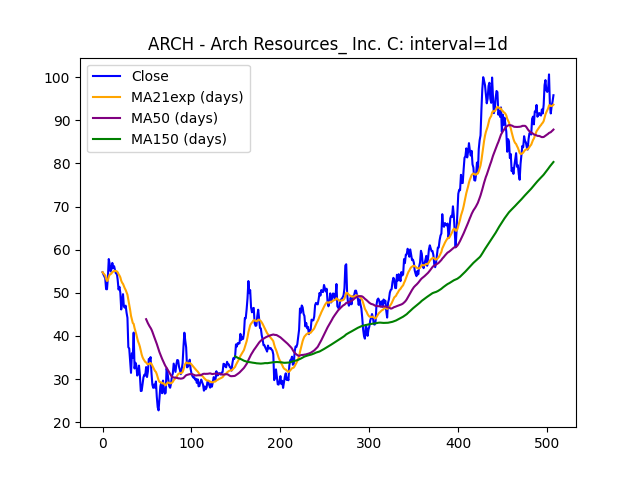 ARCH - Arch Resources_ Inc. C: interval=1d
Close
MA21exp (days)
MA50 (days)
MA150 (days)
100
90
80
70
60
50
40
30
20
0 100 200 300 400 500